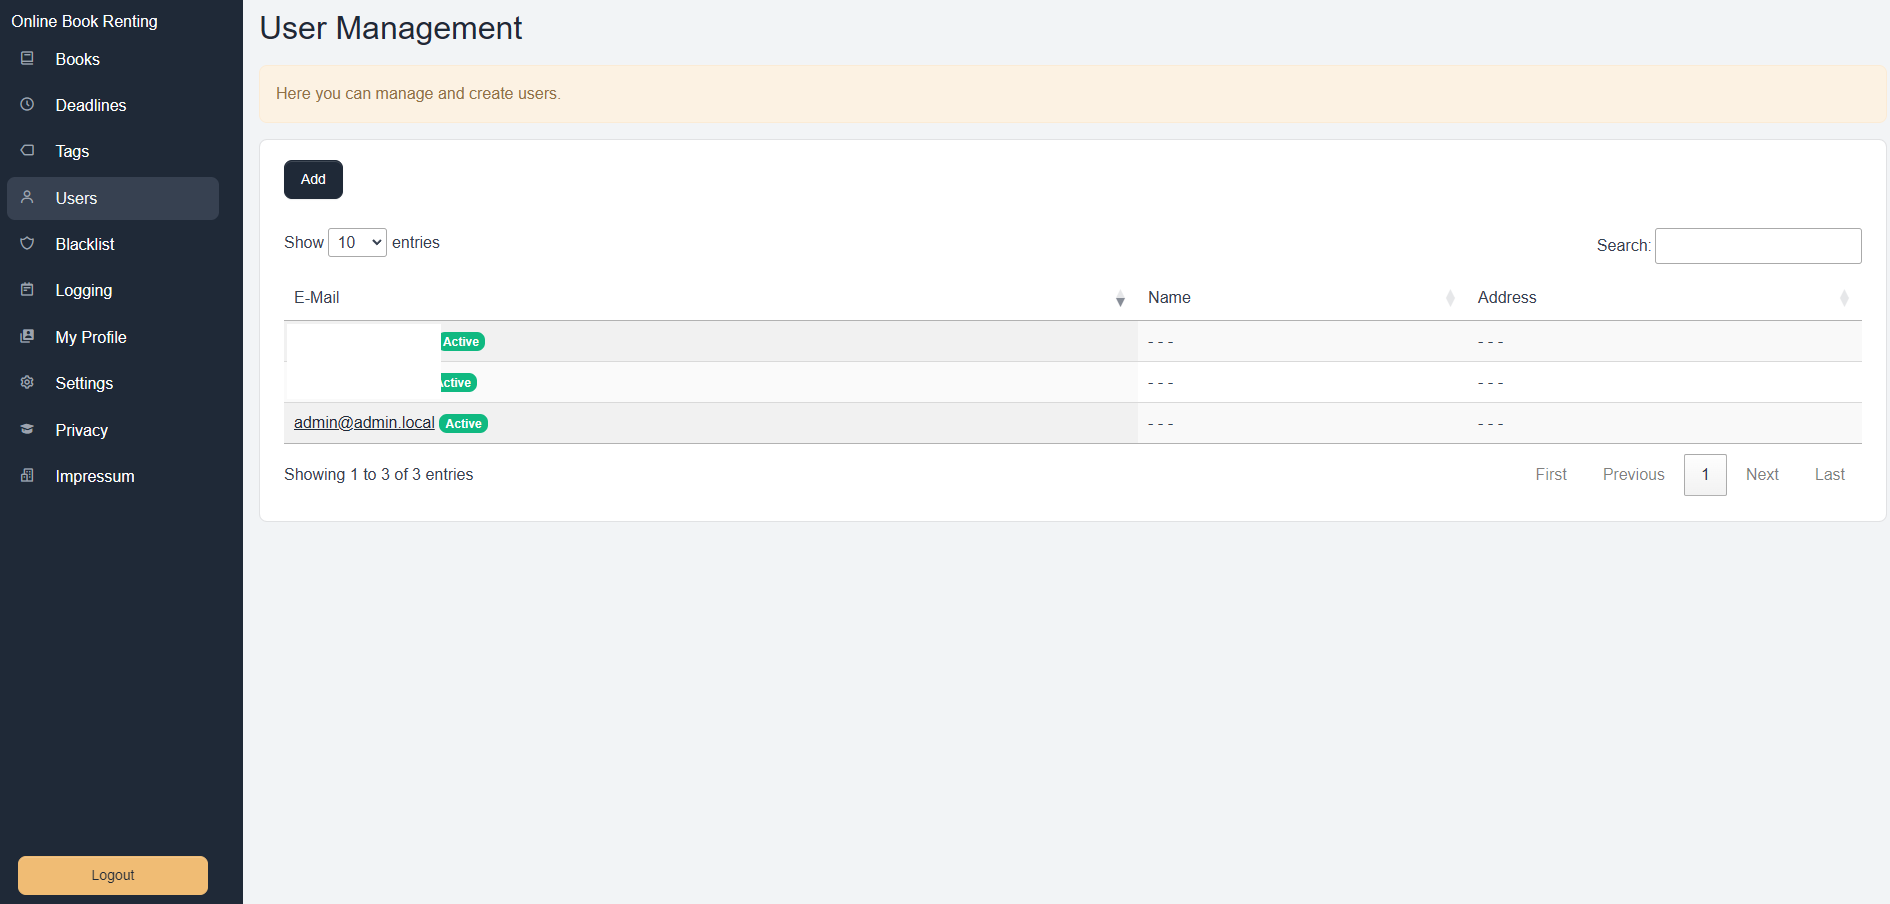 Online Book Renting
Books
Deadlines
Tags
Users
Blacklist
Logging
My Profile
Settings
Privacy
Impressum
Logout
User Management
Here you can manage and create users.
Add
Show 10 entries
Search:
E-Mail Name Address
Active - - - - - -
ctive - - - - - -
admin@admin.local Active - - - - - -
Showing 1 to 3 of 3 entries
First Previous 1 Next Last